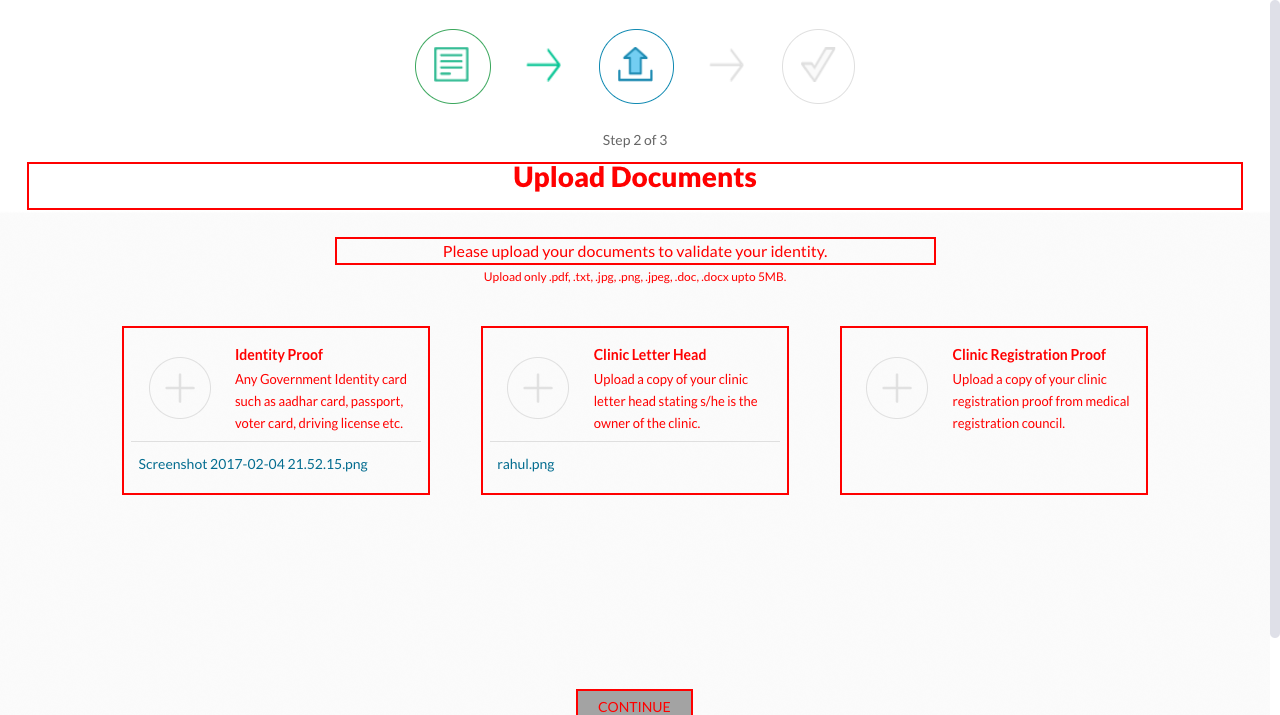 Step 2 of 3
Upload Documents
Please upload your documents to validate your identity.
Upload only .pdf, .txt, .jpg, .png, .jpeg, .doc, .docx upto 5MB.
Identity Proof
Any Government Identity card
such as aadhar card, passport,
voter card, driving license etc.
Screenshot 2017-02-04 21.52.15.png
Clinic Letter Head
Upload a copy of your clinic
letter head stating s/he is the
owner of the clinic.
rahul.png
Clinic Registration Proof
Upload a copy of your clinic
registration proof from medical
registration council.
CONTINUE